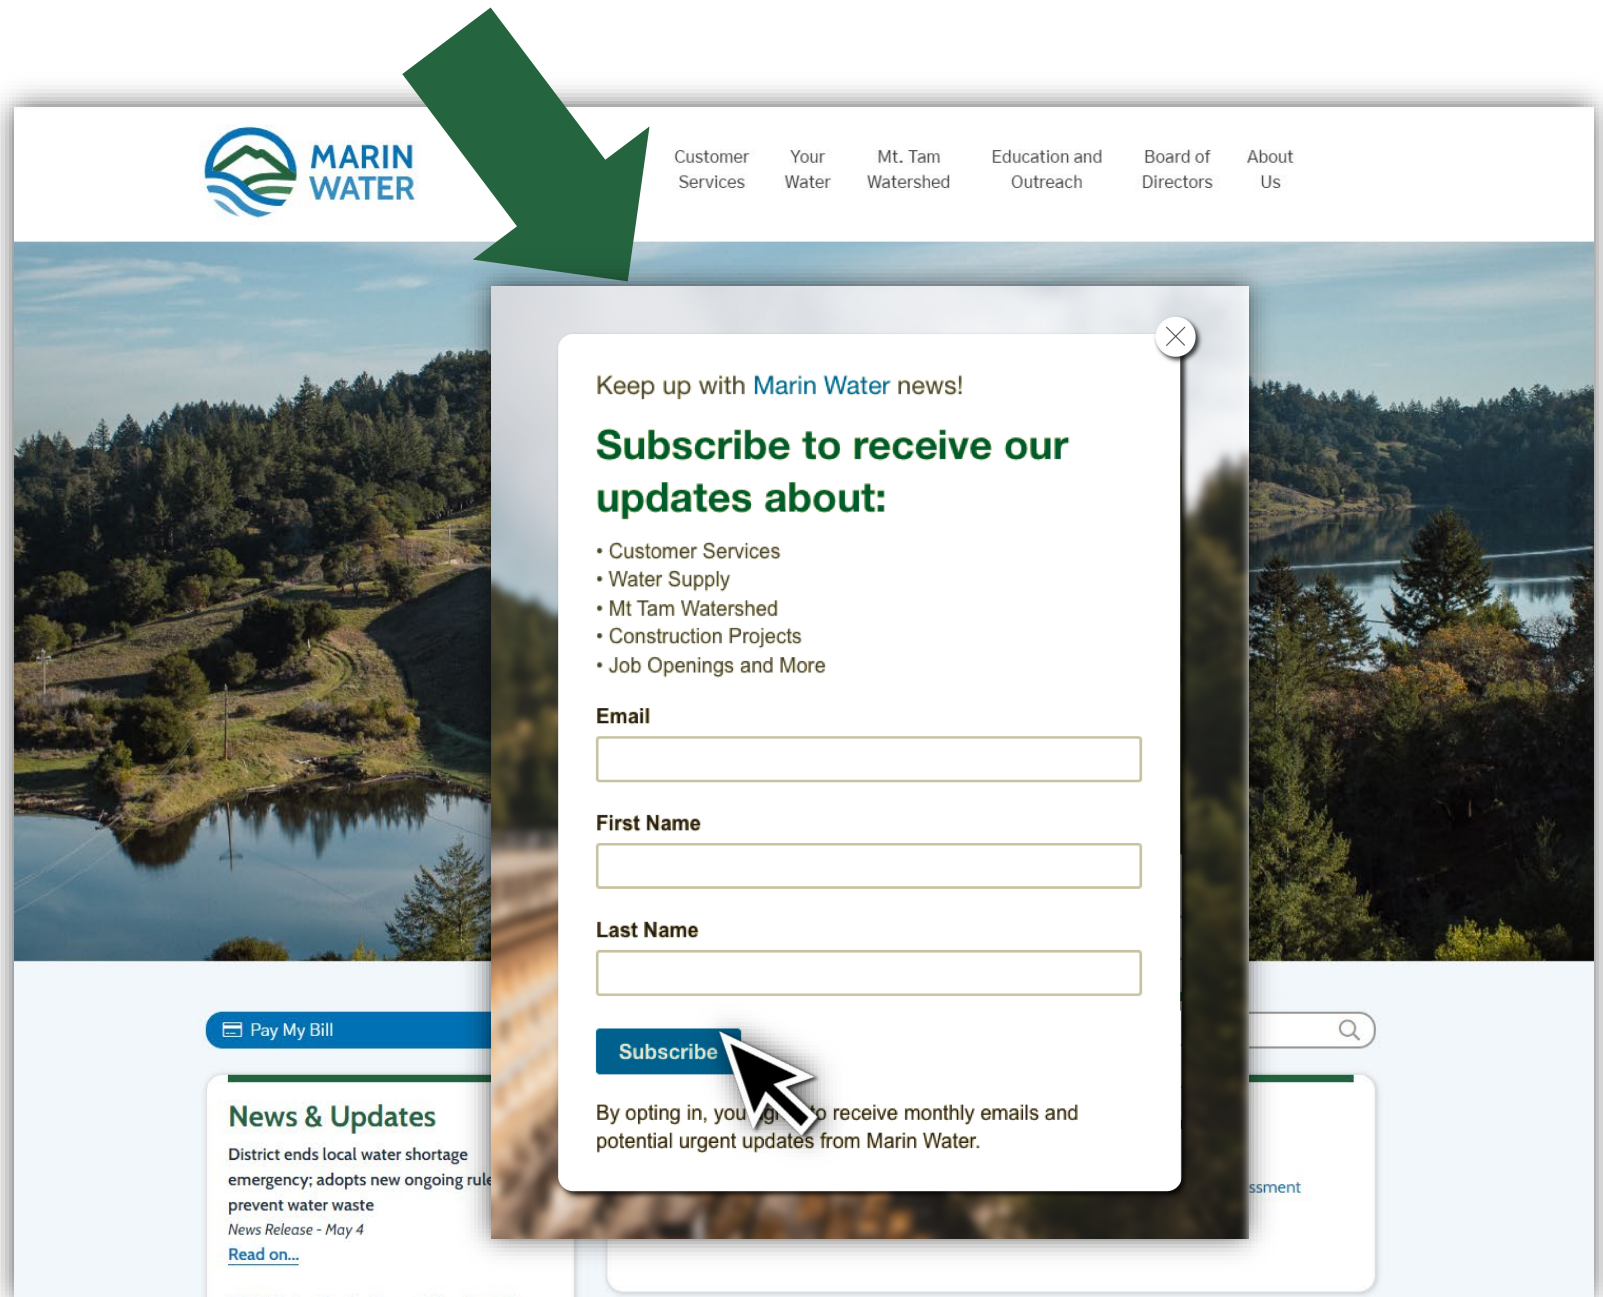 MARIN
WATER
Customer
Services
Your
Water
Mt. Tam
Watershed
Education and
Outreach
Board of
Directors
About
Us
Keep up with Marin Water news!
Subscribe to receive our
updates about:
• Customer Services
• Water Supply
• Mt Tam Watershed
• Construction Projects
• Job Openings and More
Email
First Name
Last Name
Subscribe
By opting in, you to receive monthly emails and
potential urgent updates from Marin Water.
Pay My Bill
News & Updates
District ends local water shortage
emergency; adopts new ongoing
prevent water waste
News Release - May 4
Read on...